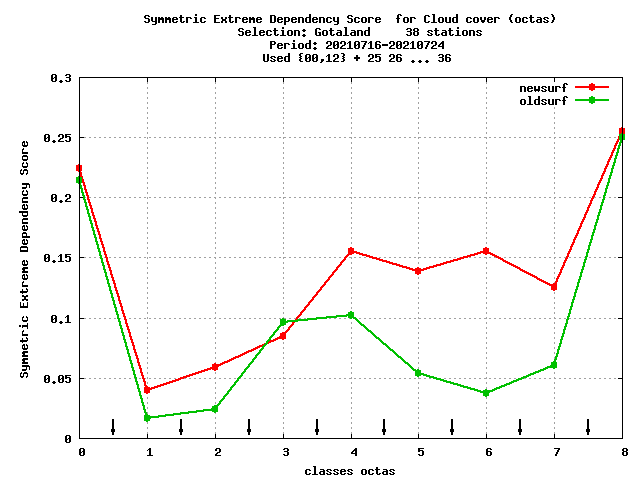 Symmetric Extreme Dependency Score  for Cloud cover (octas)
Selection: Gotaland     38 stations
Period: 20210716-20210724
Used {00,12} + 25 26 ... 36
newsurf
oldsurf
Symmetric Extreme Dependency Score
0.3
0.25
0.2
0.15
0.1
0.05
0
0 1 2 3 4 5 6 7 8
classes octas